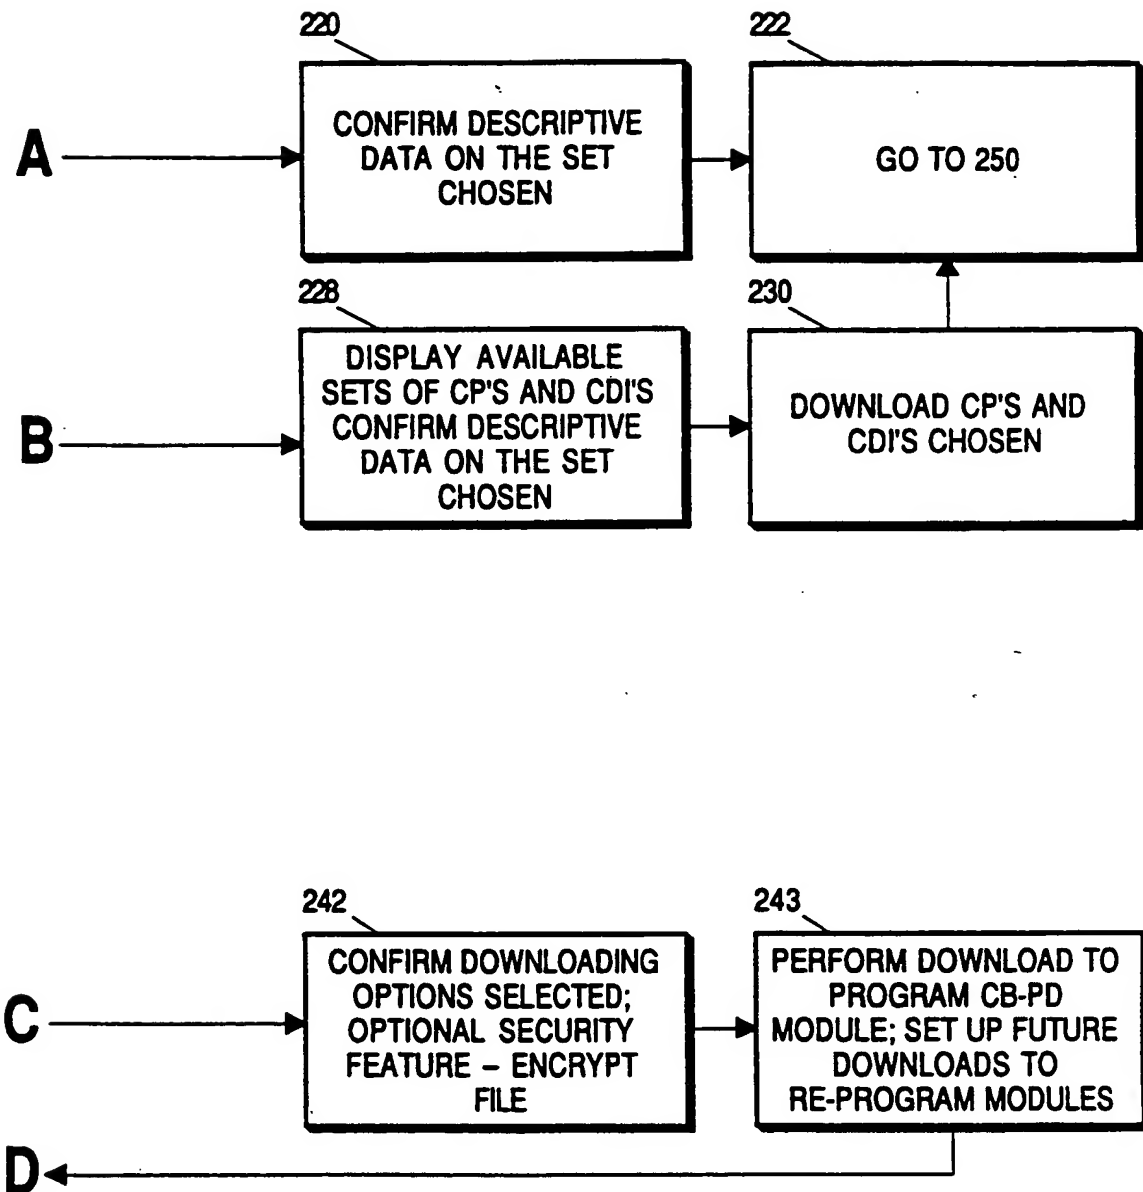 220
222
A
CONFIRM DESCRIPTIVE
DATA ON THE SET
CHOSEN
GO TO 250
228
230
B
DISPLAY AVAILABLE
SETS OF CP'S AND CDI'S
CONFIRM DESCRIPTIVE
DATA ON THE SET
CHOSEN
DOWNLOAD CP'S AND
CDI'S CHOSEN
242
243
C
CONFIRM DOWNLOADING
OPTIONS SELECTED;
OPTIONAL SECURITY
FEATURE – ENCRYPT
FILE
PERFORM DOWNLOAD TO
PROGRAM CB-PD
MODULE; SET UP FUTURE
DOWNLOADS TO
RE-PROGRAM MODULES
D